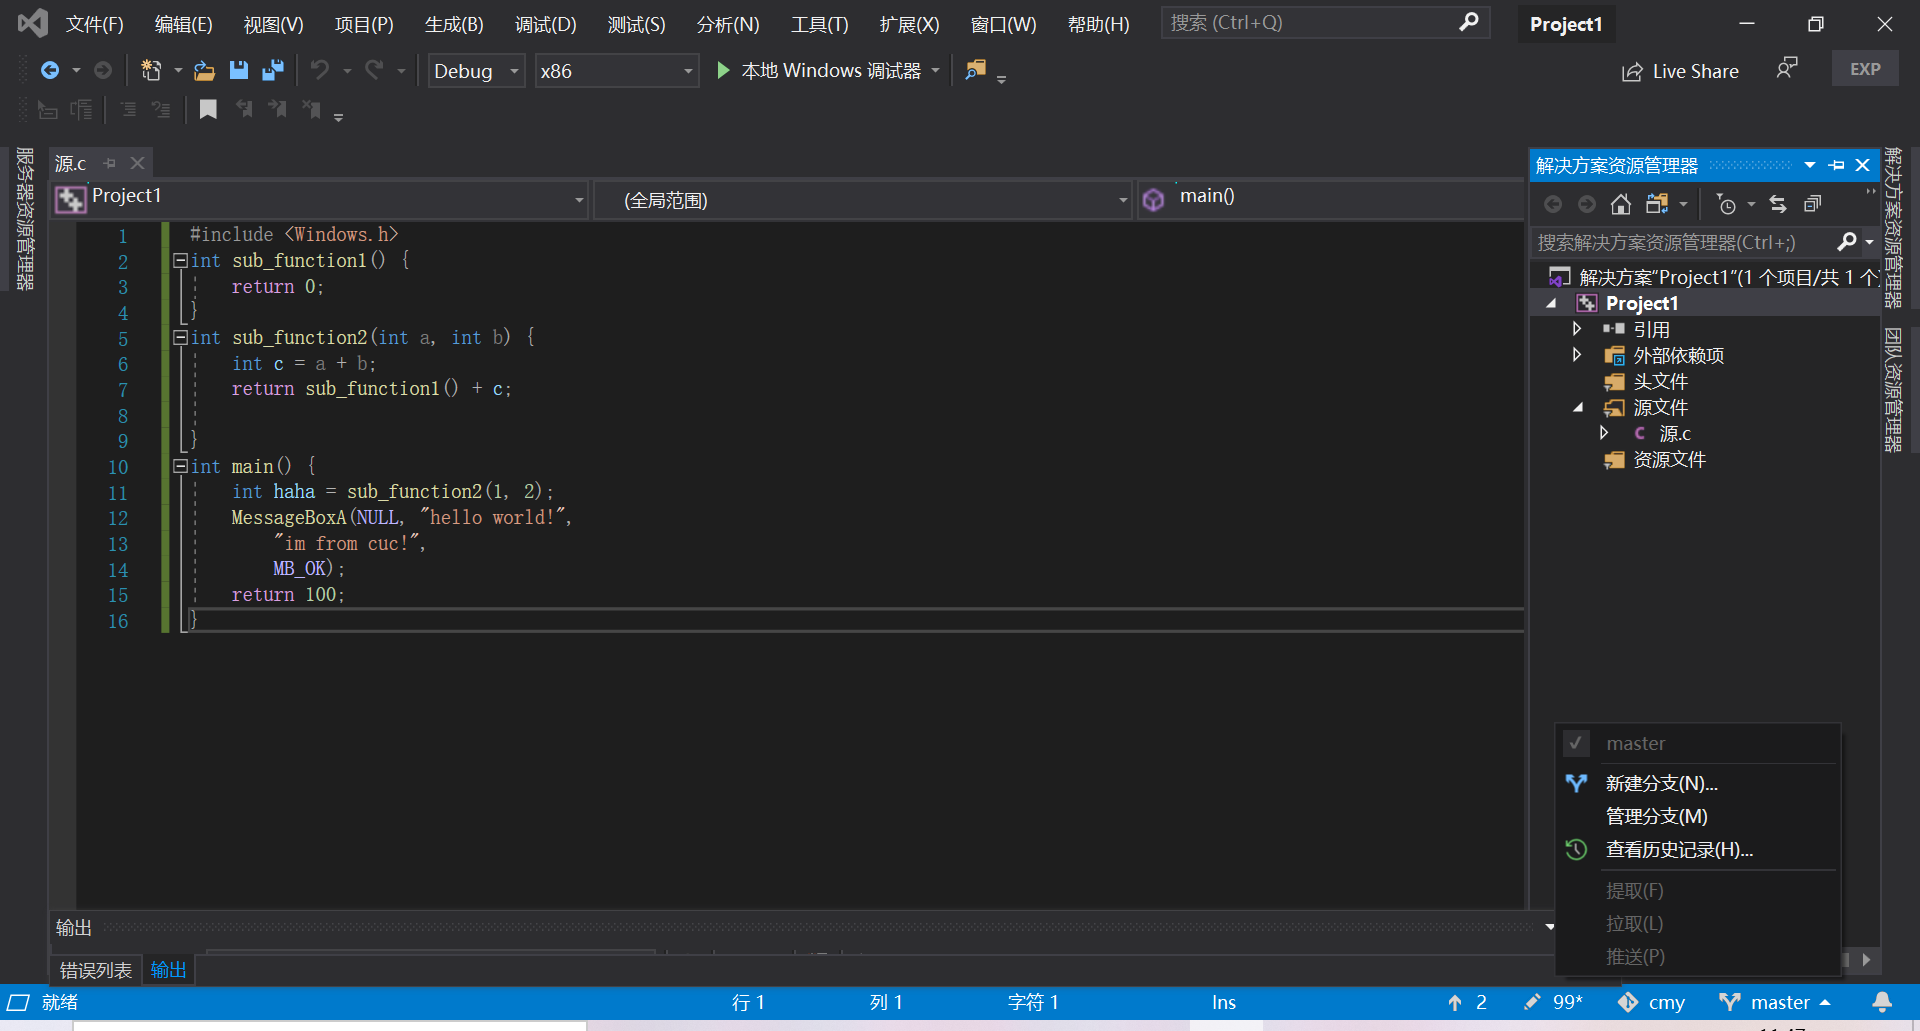 文件(F) 编辑(E) 视图(V) 项目(P) 生成(B) 调试(D) 测试(S) 分析(N) 工具(T) 扩展(X) 窗口(W) 帮助(H) 搜索 (Ctrl+Q) Project1
Debug x86 本地 Windows 调试器 Live Share EXP
服务器资源管理器
源.c
Project1 (全局范围) main()
1 #include <Windows.h>
2 int sub_function1() {
3 return 0;
4 }
5 int sub_function2(int a, int b) {
6 int c = a + b;
7 return sub_function1() + c;
8
9 }
10 int main() {
11 int haha = sub_function2(1, 2);
12 MessageBoxA(NULL, "hello world!",
13 "im from cuc!",
14 MB_OK);
15 return 100;
16 }
解决方案资源管理器
搜索解决方案资源管理器(Ctrl+;)
解决方案"Project1"(1 个项目/共 1 个
Project1
引用
外部依赖项
头文件
源文件
源.c
资源文件
解决方案资源管理器
团队资源管理器
master
新建分支(N)...
管理分支(M)
查看历史记录(H)...
提取(F)
拉取(L)
推送(P)
输出
错误列表 输出
就绪 行 1 列 1 字符 1 Ins 2 99* cmy master